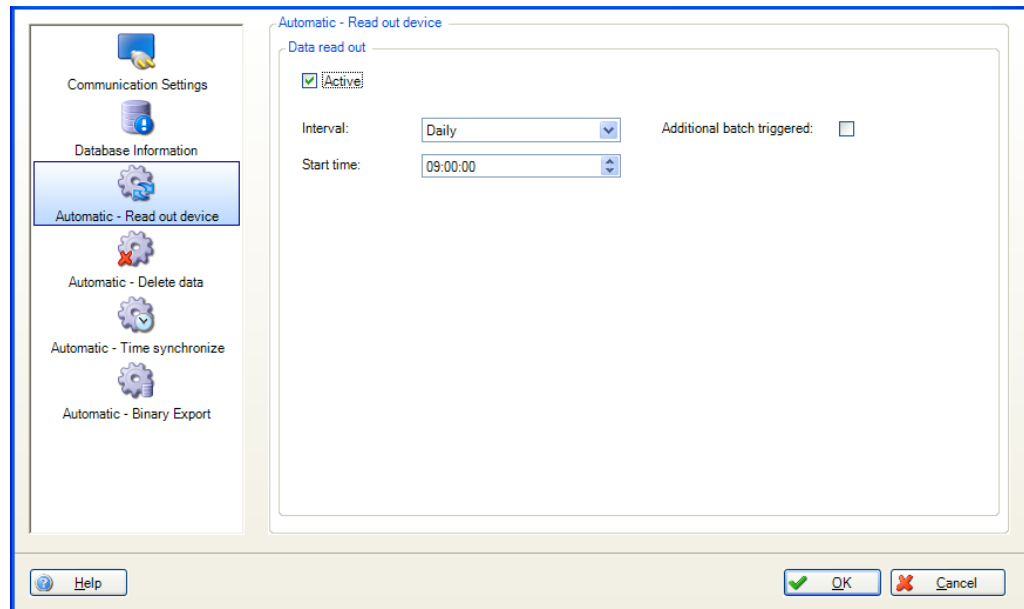 Communication Settings
Database Information
Automatic - Read out device
Automatic - Delete data
Automatic - Time synchronize
Automatic - Binary Export
Automatic - Read out device
Data read out
Active
Interval: Daily Additional batch triggered:
Start time: 09:00:00
Help OK Cancel